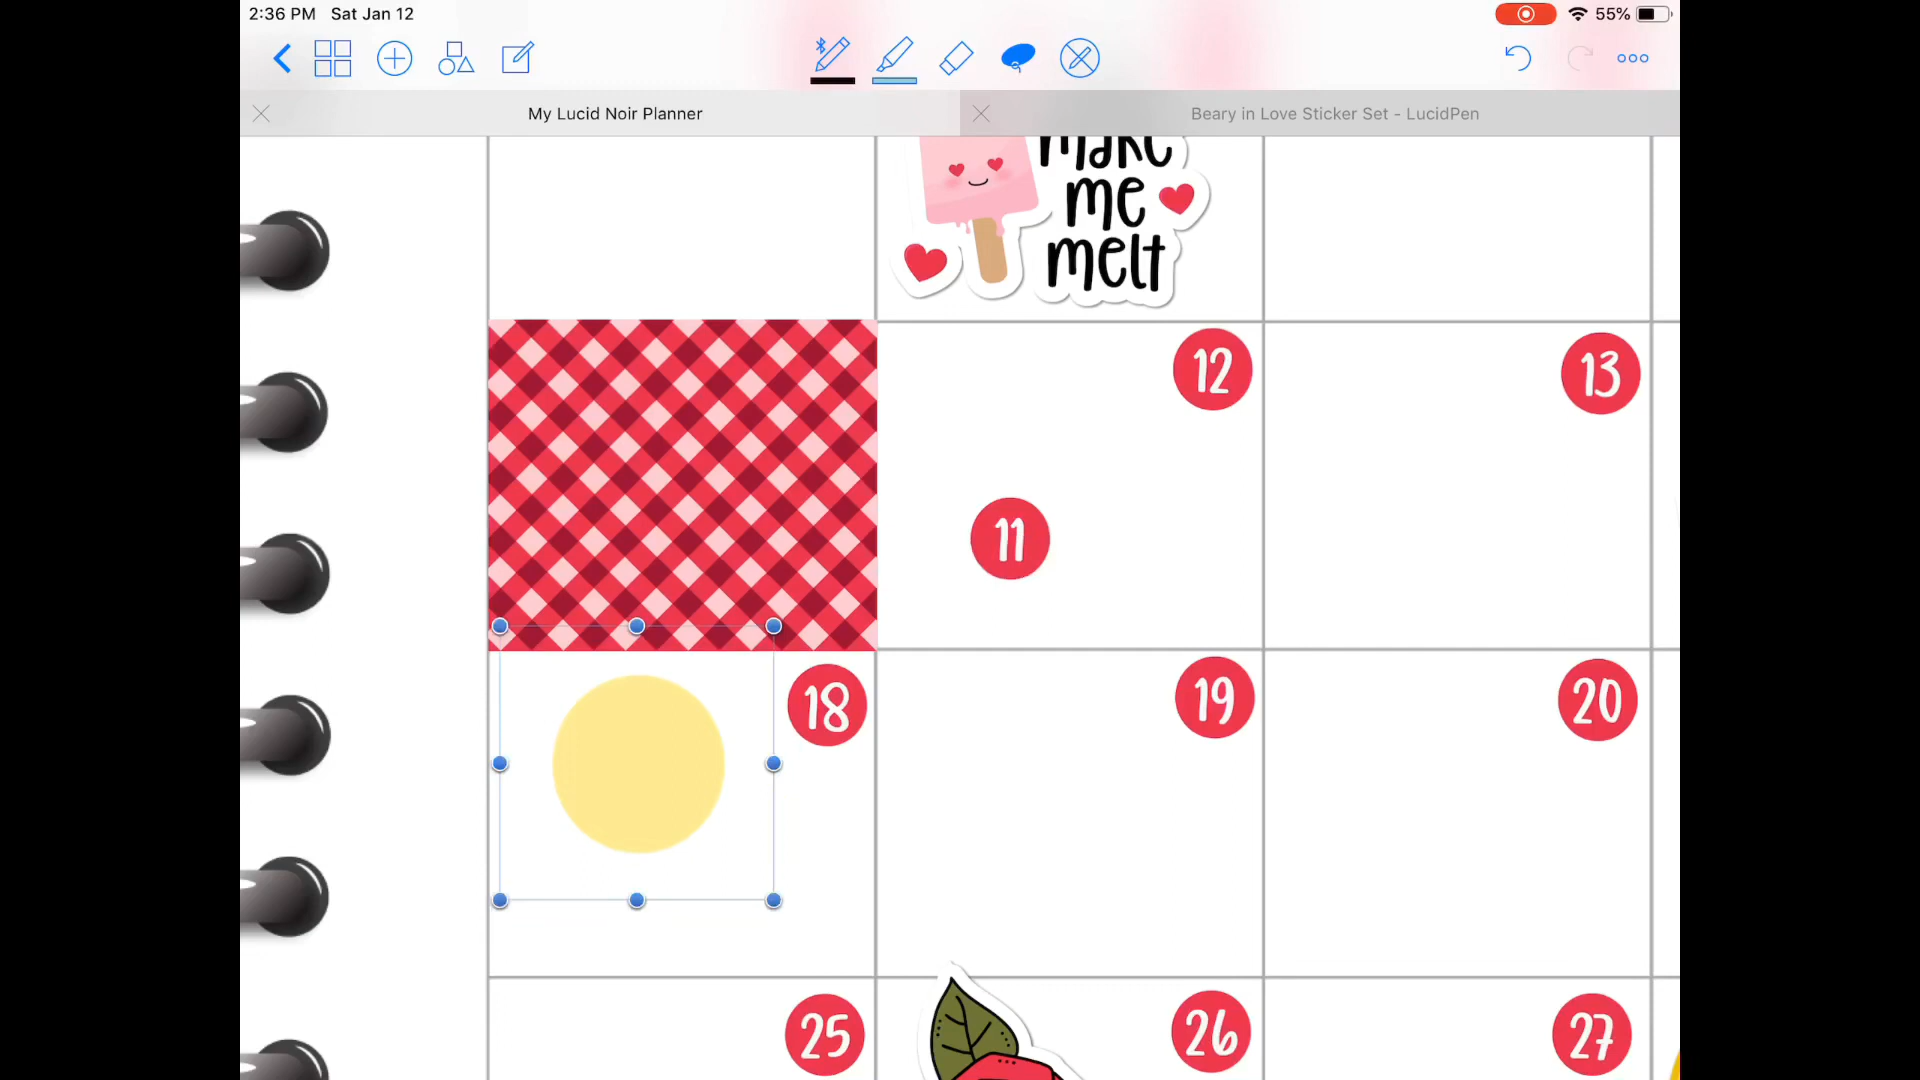 2:36 PM Sat Jan 12
55%
My Lucid Noir Planner
Beary in Love Sticker Set - LucidPen
make
me
melt
12
13
11
18
19
20
25
26
27